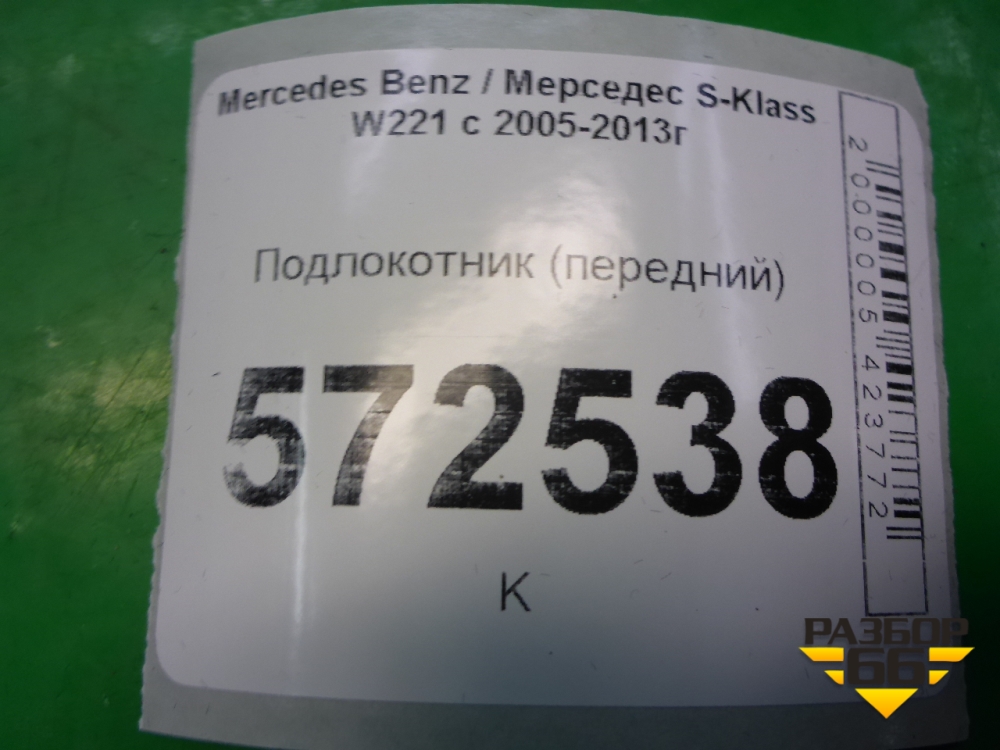 Mercedes Benz / Мерседес S-Klass
W221 с 2005-2013г
Подлокотник (передний)
572538
К
2000005423772
РАЗБОР
66